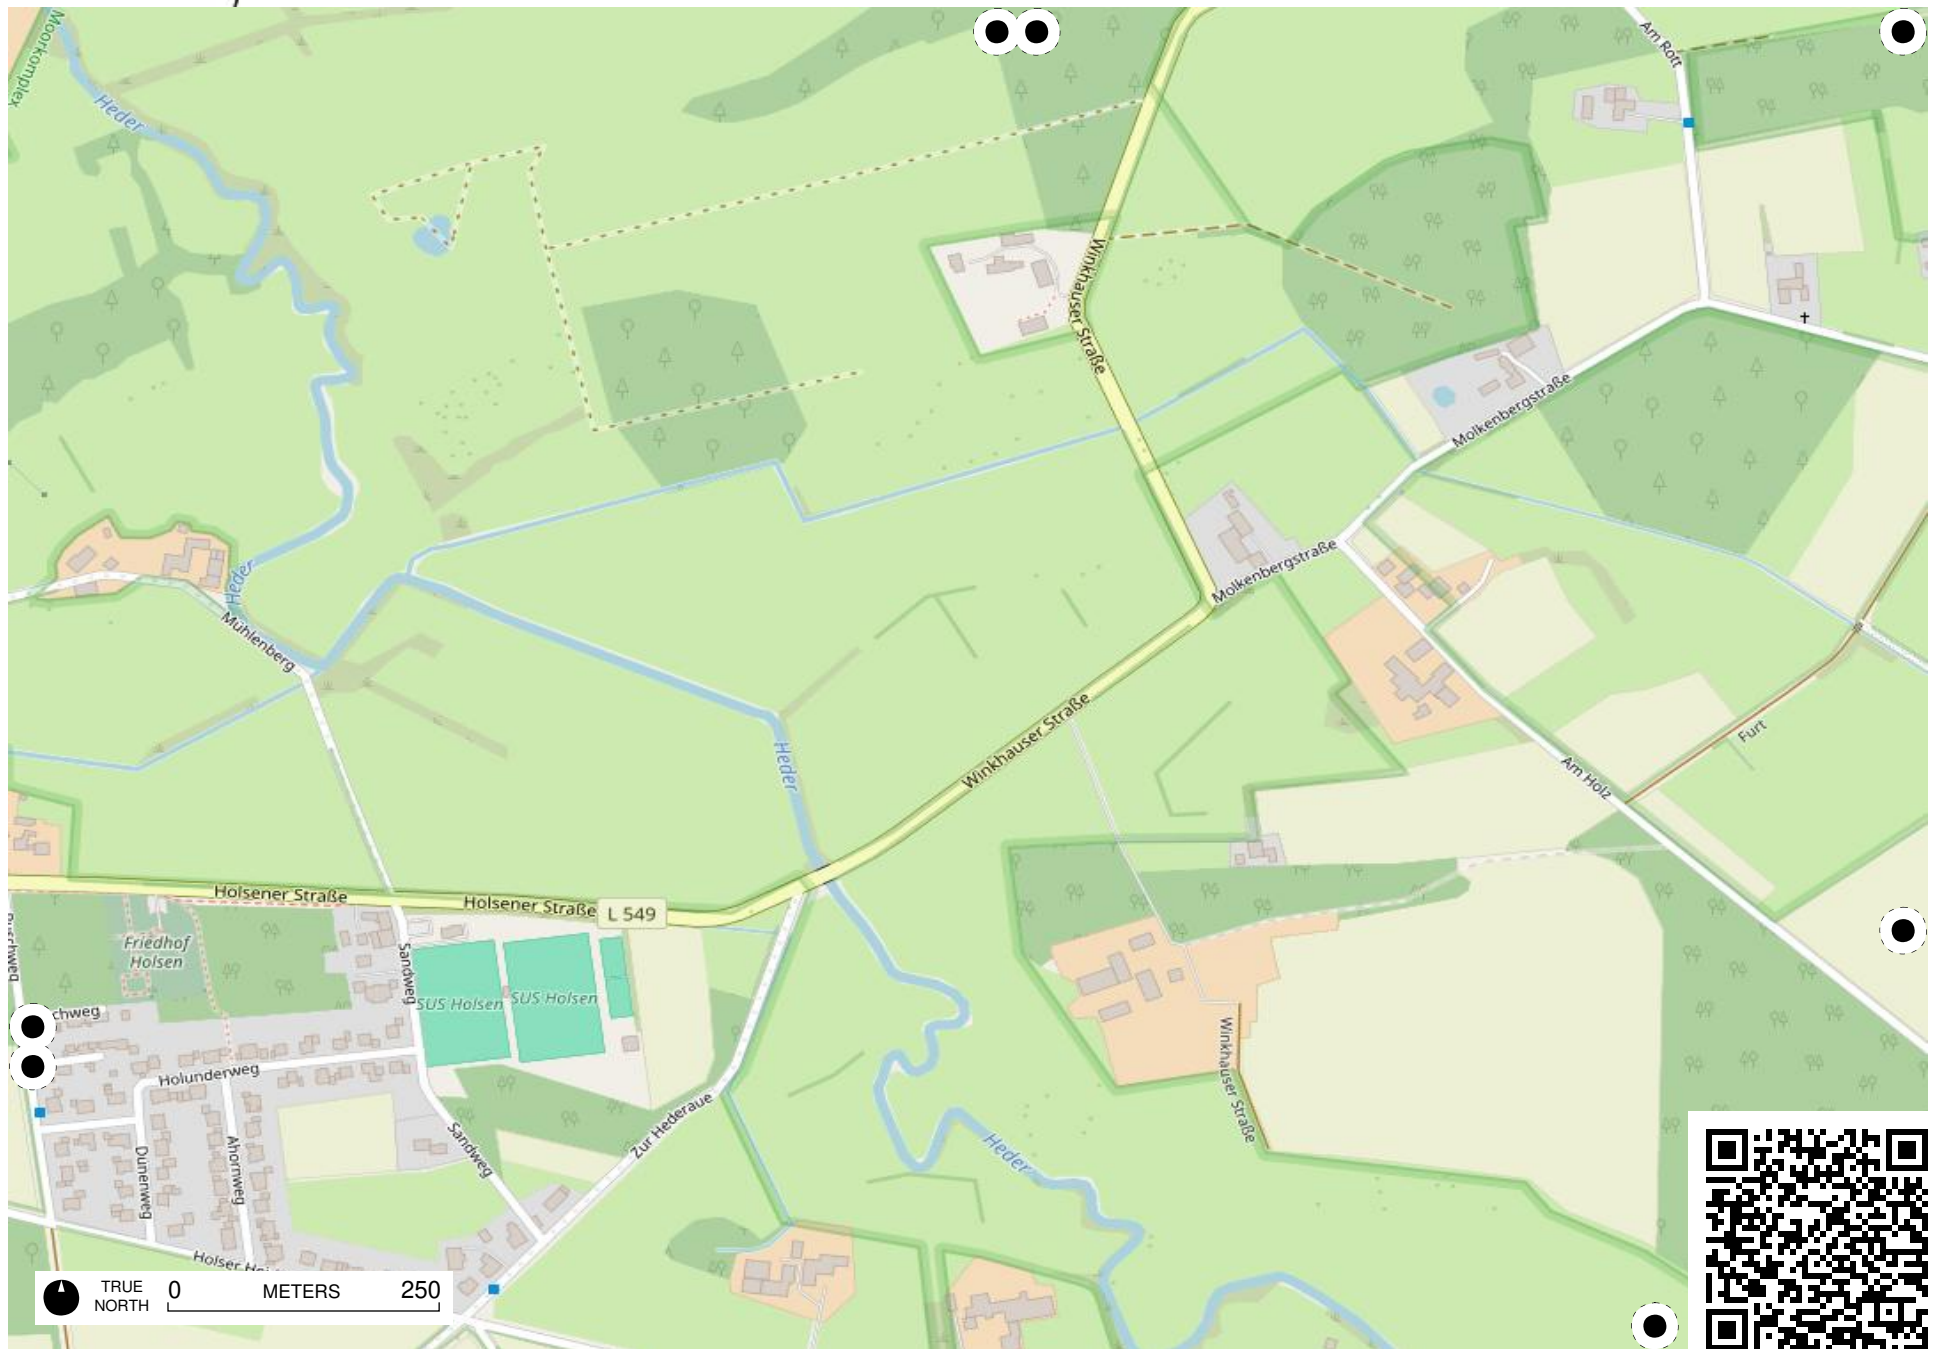 Moorkomplex
Heder
Am Rott
Winkhauser Straße
Molkenbergstraße
Molkenbergstraße
Heder
Mühlenberg
Winkhauser Straße
Heder
Furt
Am Holz
Holsener Straße
Holsener Straße
L 549
Friedhof
Holsen
Sandweg
SUS Holsen
SUS Holsen
chweg
Holunderweg
Winkhauser Straße
Zur Hederaue
Sandweg
Dünenweg
Ahornweg
Heder
TRUE
NORTH
0
METERS
250